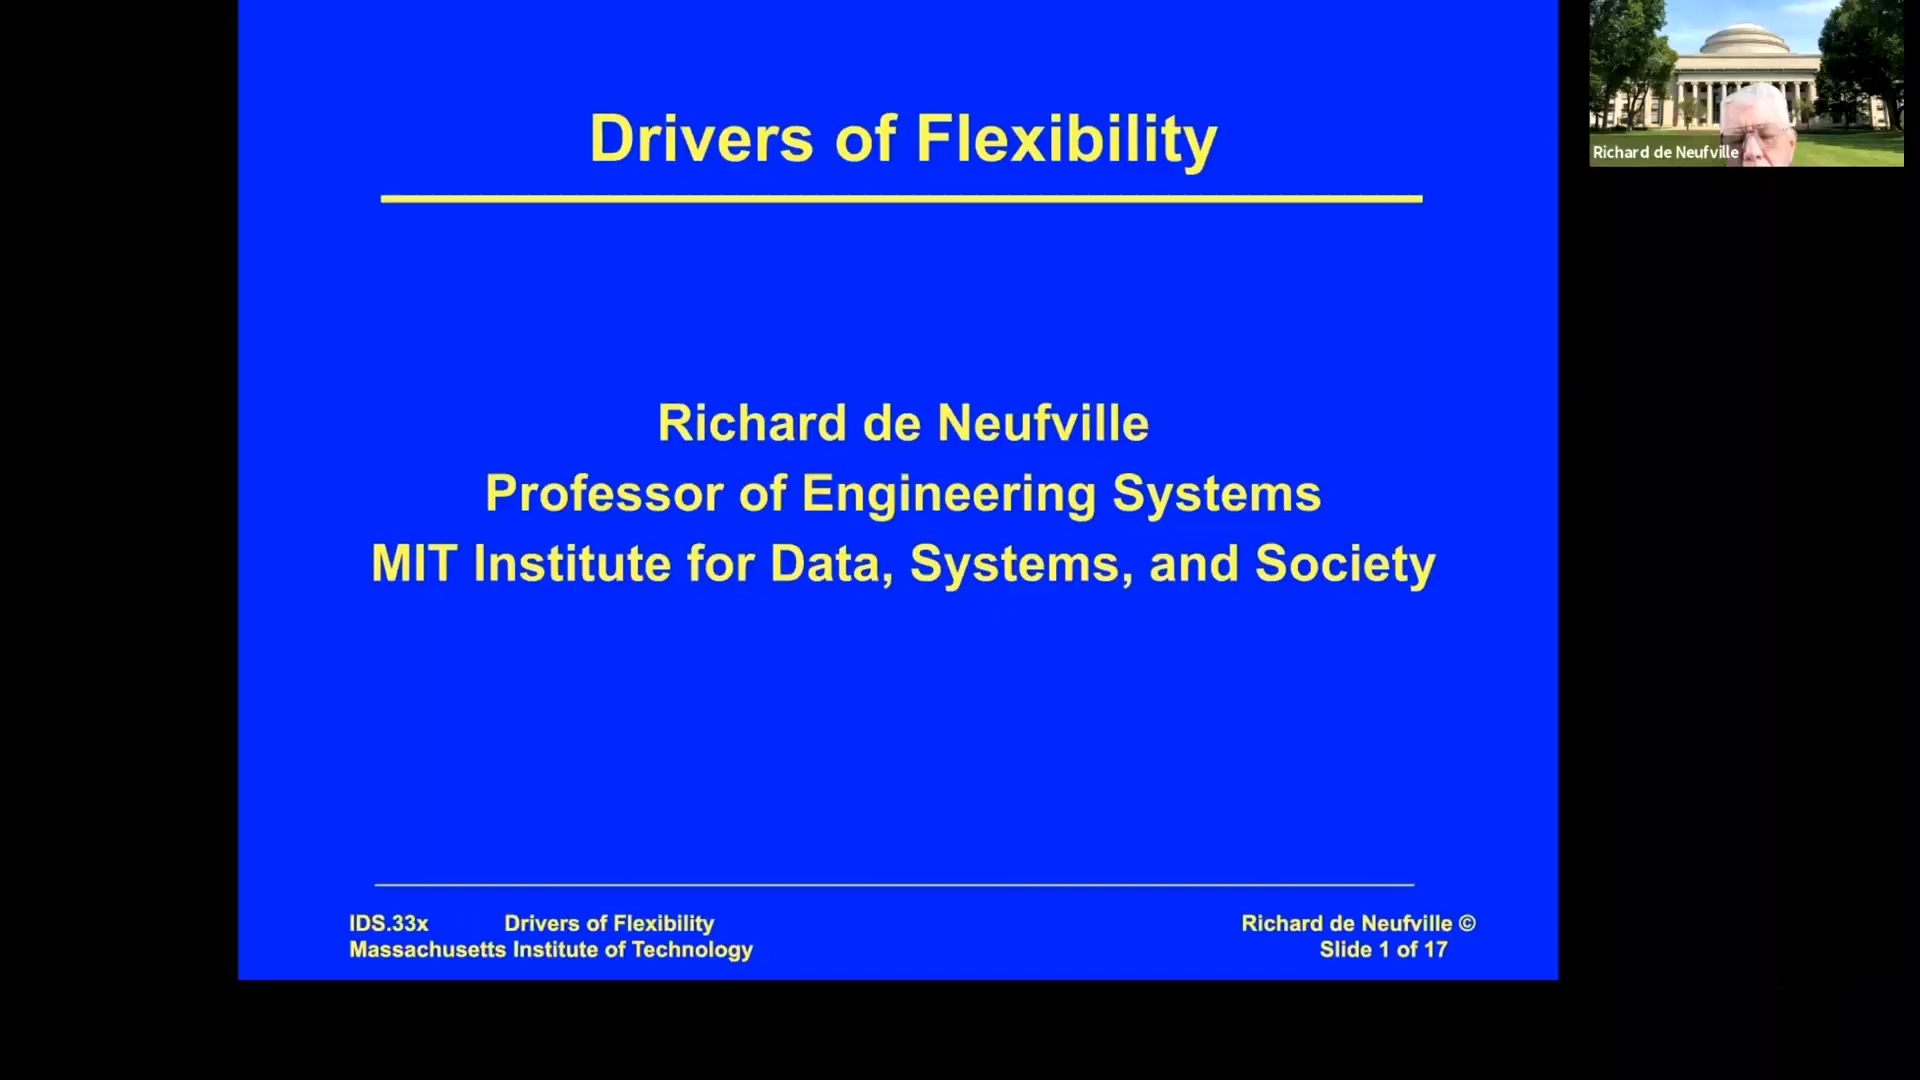 Drivers of Flexibility
Richard de Neufville
Richard de Neufville
Professor of Engineering Systems
MIT Institute for Data, Systems, and Society
IDS.33x Drivers of Flexibility
Massachusetts Institute of Technology
Richard de Neufville ©
Slide 1 of 17